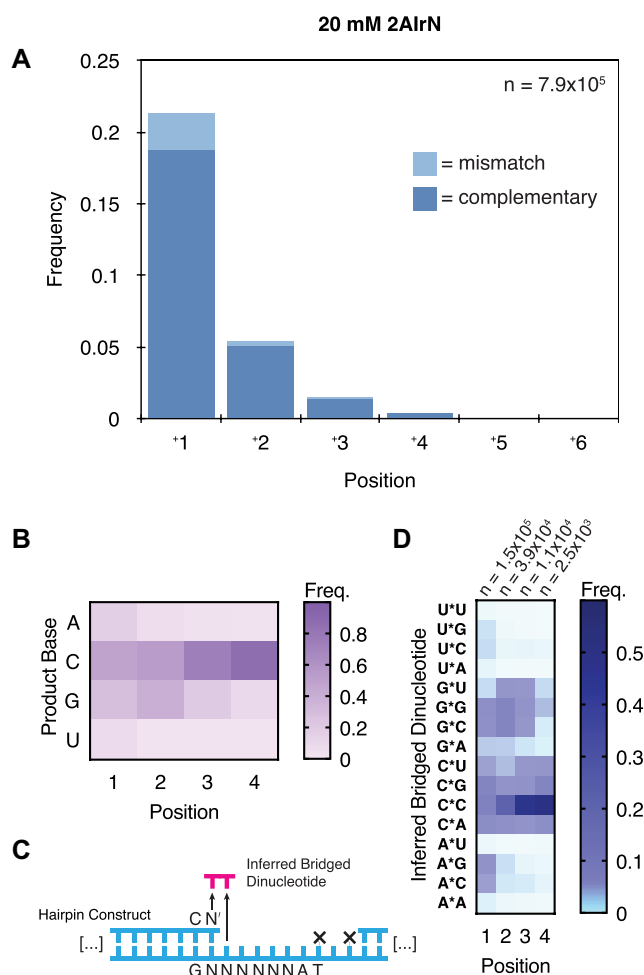 20 mM 2AIrN
A
0.25
0.2
0.15
0.1
0.05
0
Frequency
n = 7.9x10⁵
= mismatch
= complementary
⁺1 ⁺2 ⁺3 ⁺4 ⁺5 ⁺6
Position
B
Product Base
A
C
G
U
1 2 3 4
Position
Freq.
0.8
0.6
0.4
0.2
0
C
Inferred Bridged
Dinucleotide
Hairpin Construct
C N′
[...] [...]
G N N N N N N A T
D
n = 1.5x10⁵
n = 3.9x10⁴
n = 1.1x10⁴
n = 2.5x10³
Inferred Bridged Dinucleotide
U*U
U*G
U*C
U*A
G*U
G*G
G*C
G*A
C*U
C*G
C*C
C*A
A*U
A*G
A*C
A*A
1 2 3 4
Position
Freq.
0.5
0.4
0.3
0.2
0.1
0